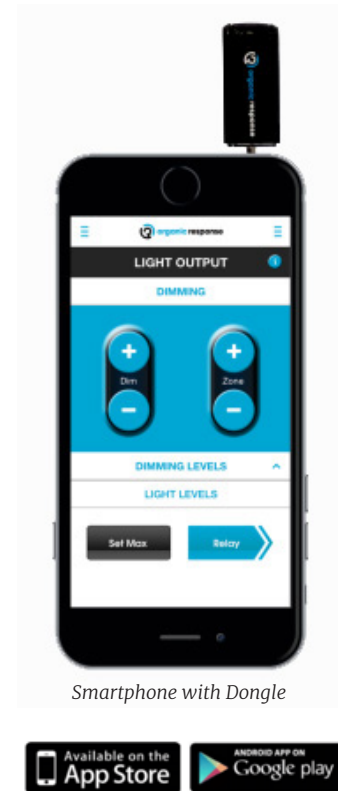 organic response
organic response
LIGHT OUTPUT
DIMMING
+ +
Dim Zone
− −
DIMMING LEVELS
LIGHT LEVELS
Set Max Relay
Smartphone with Dongle
Available on the
App Store
ANDROID APP ON
Google play